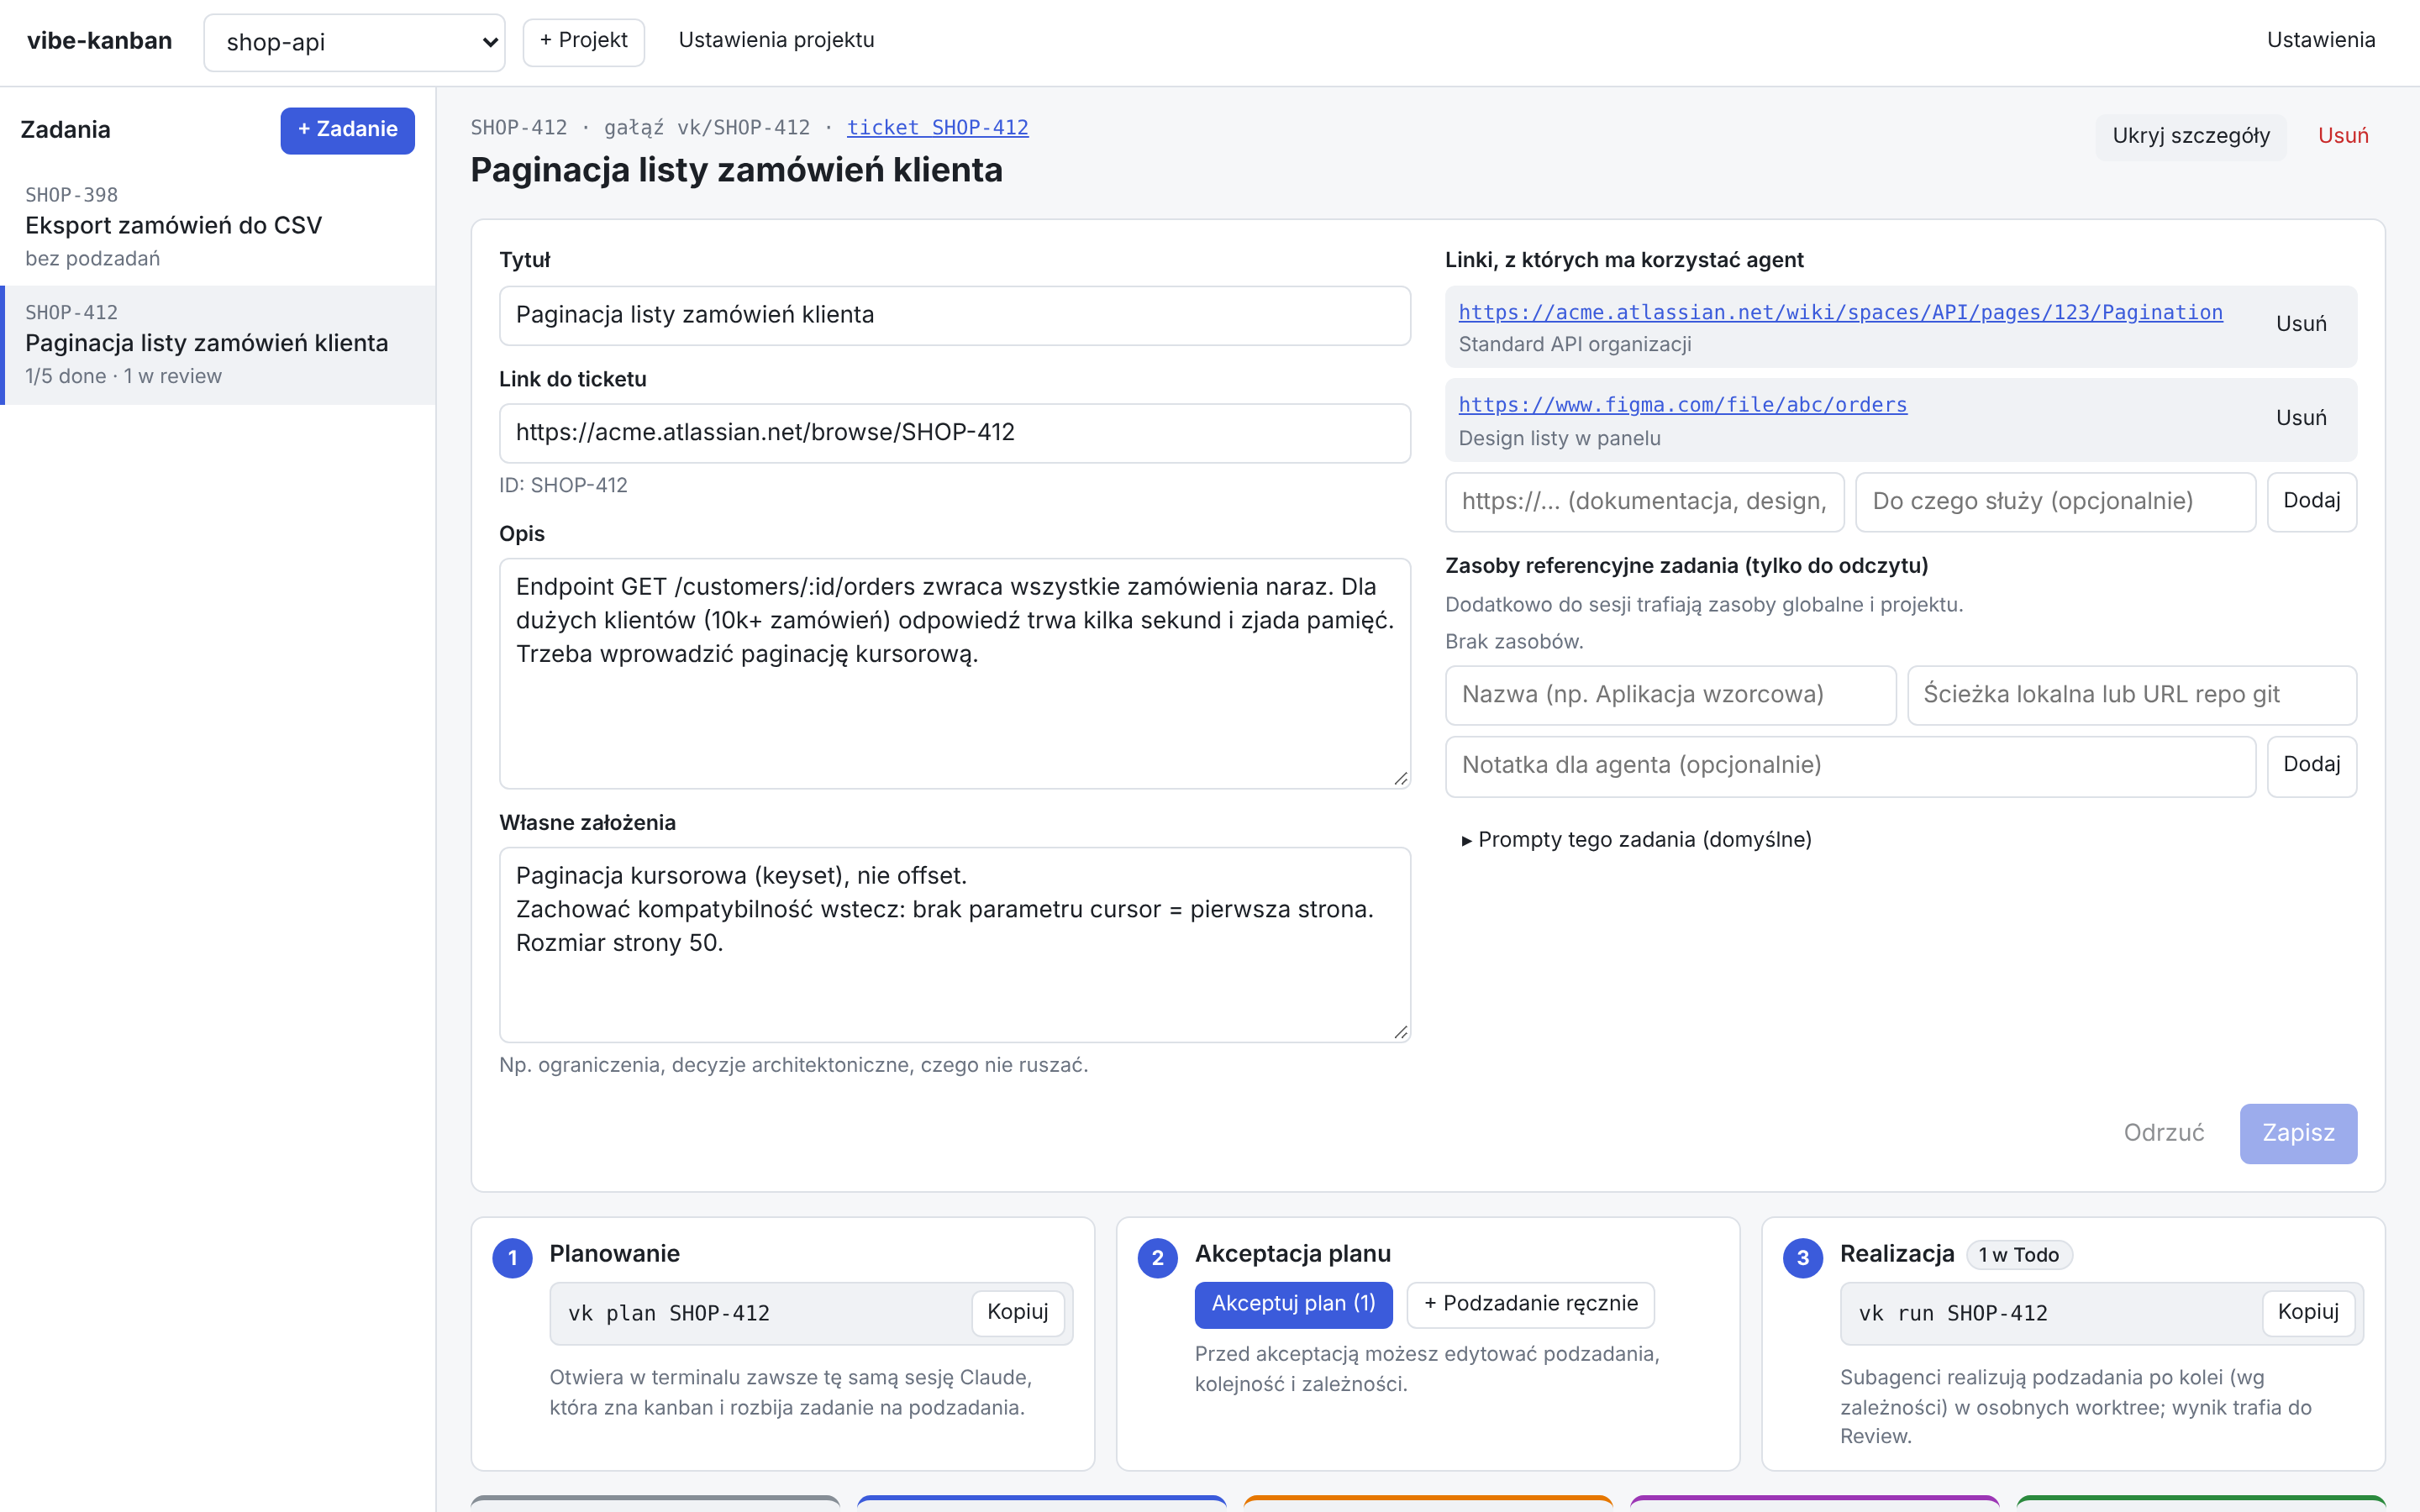 vibe-kanban
shop-api
+ Projekt
Ustawienia projektu
Ustawienia
Zadania
+ Zadanie
SHOP-398
Eksport zamówień do CSV
bez podzadań
SHOP-412
Paginacja listy zamówień klienta
1/5 done · 1 w review
SHOP-412 · gałąź vk/SHOP-412 · ticket SHOP-412
Paginacja listy zamówień klienta
Ukryj szczegóły
Usuń
Tytuł
Paginacja listy zamówień klienta
Link do ticketu
https://acme.atlassian.net/browse/SHOP-412
ID: SHOP-412
Opis
Endpoint GET /customers/:id/orders zwraca wszystkie zamówienia naraz. Dla
dużych klientów (10k+ zamówień) odpowiedź trwa kilka sekund i zjada pamięć.
Trzeba wprowadzić paginację kursorową.
Własne założenia
Paginacja kursorowa (keyset), nie offset.
Zachować kompatybilność wstecz: brak parametru cursor = pierwsza strona.
Rozmiar strony 50.
Np. ograniczenia, decyzje architektoniczne, czego nie ruszać.
Linki, z których ma korzystać agent
https://acme.atlassian.net/wiki/spaces/API/pages/123/Pagination
Standard API organizacji
Usuń
https://www.figma.com/file/abc/orders
Design listy w panelu
Usuń
https://... (dokumentacja, design,
Do czego służy (opcjonalnie)
Dodaj
Zasoby referencyjne zadania (tylko do odczytu)
Dodatkowo do sesji trafiają zasoby globalne i projektu.
Brak zasobów.
Nazwa (np. Aplikacja wzorcowa)
Ścieżka lokalna lub URL repo git
Notatka dla agenta (opcjonalnie)
Dodaj
▸ Prompty tego zadania (domyślne)
Odrzuć
Zapisz
1
Planowanie
vk plan SHOP-412
Kopiuj
Otwiera w terminalu zawsze tę samą sesję Claude,
która zna kanban i rozbija zadanie na podzadania.
2
Akceptacja planu
Akceptuj plan (1)
+ Podzadanie ręcznie
Przed akceptacją możesz edytować podzadania,
kolejność i zależności.
3
Realizacja
1 w Todo
vk run SHOP-412
Kopiuj
Subagenci realizują podzadania po kolei (wg
zależności) w osobnych worktree; wynik trafia do
Review.